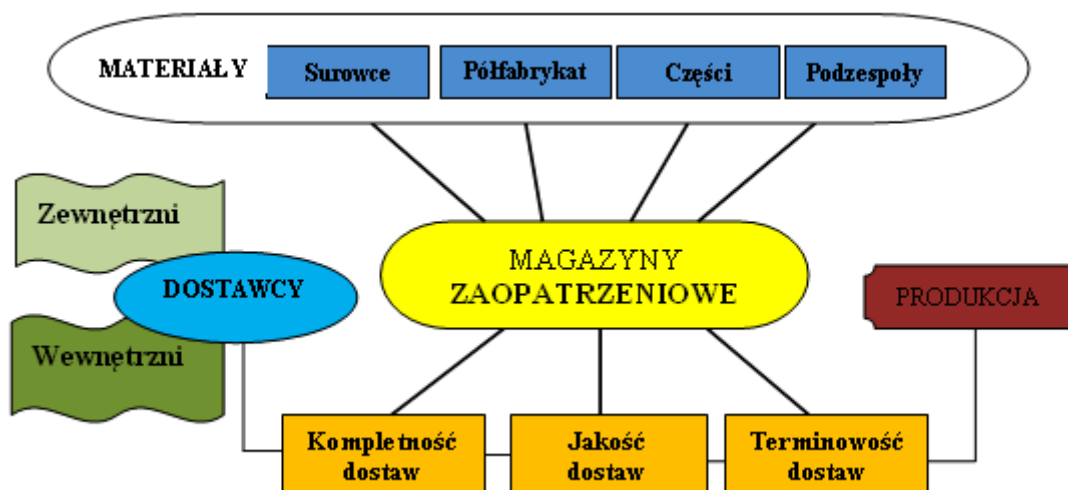 MATERIAŁY
Surowce
Półfabrykat
Części
Podzespoły
Zewnętrzni
DOSTAWCY
Wewnętrzni
MAGAZYNY
ZAOPATRZENIOWE
PRODUKCJA
Kompletność
dostaw
Jakość
dostaw
Terminowość
dostaw